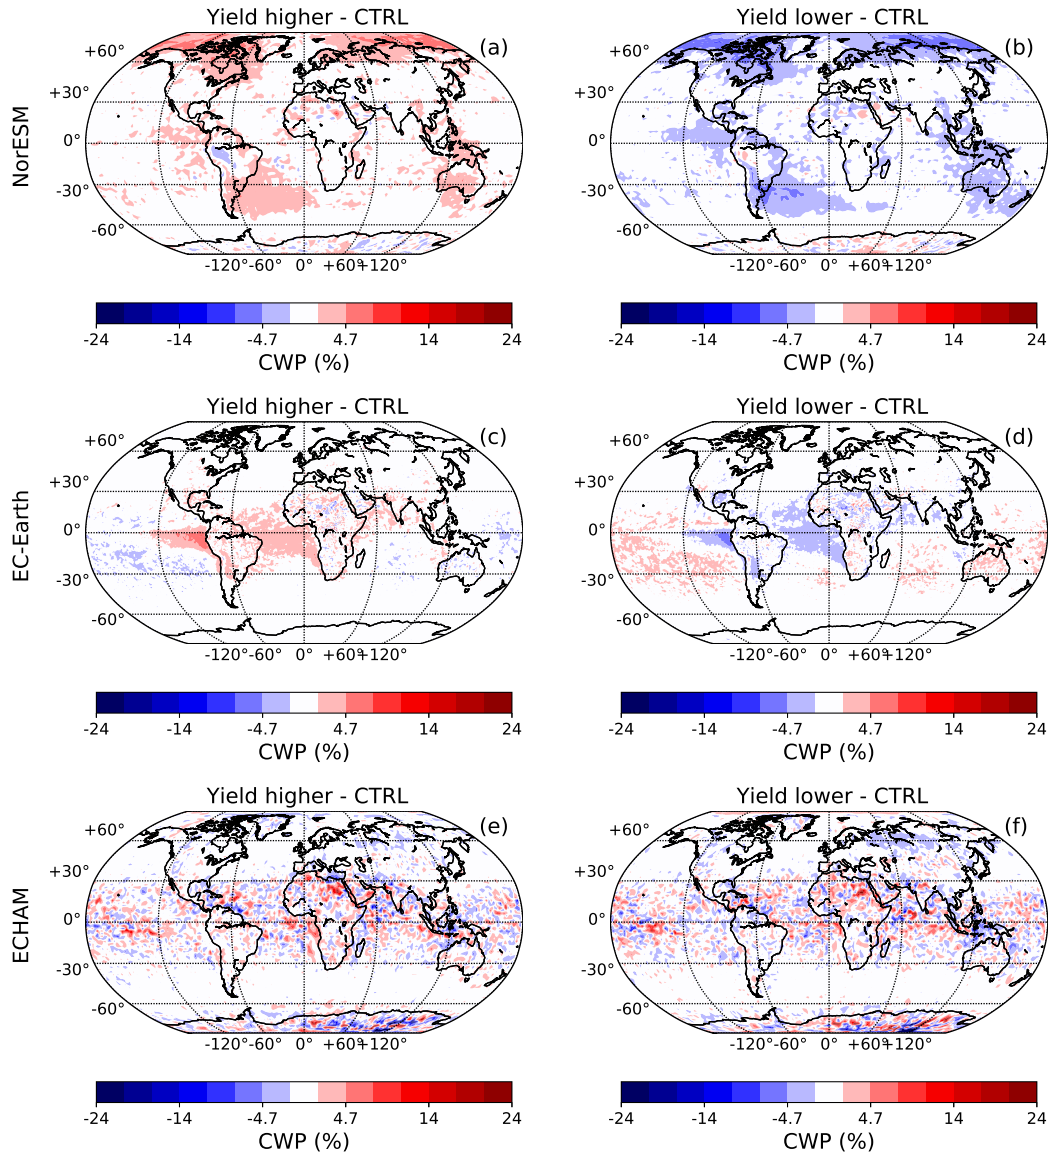 Yield higher - CTRL
Yield lower - CTRL
NorESM
(a)
(b)
+60°
+30°
0°
-30°
-60°
-120° -60° 0° +60° +120°
+60°
+30°
0°
-30°
-60°
-120° -60° 0° +60° +120°
-24 -14 -4.7 4.7 14 24
CWP (%)
-24 -14 -4.7 4.7 14 24
CWP (%)
Yield higher - CTRL
Yield lower - CTRL
EC-Earth
(c)
(d)
+60°
+30°
0°
-30°
-60°
-120° -60° 0° +60° +120°
+60°
+30°
0°
-30°
-60°
-120° -60° 0° +60° +120°
-24 -14 -4.7 4.7 14 24
CWP (%)
-24 -14 -4.7 4.7 14 24
CWP (%)
Yield higher - CTRL
Yield lower - CTRL
ECHAM
(e)
(f)
+60°
+30°
0°
-30°
-60°
-120° -60° 0° +60° +120°
+60°
+30°
0°
-30°
-60°
-120° -60° 0° +60° +120°
-24 -14 -4.7 4.7 14 24
CWP (%)
-24 -14 -4.7 4.7 14 24
CWP (%)